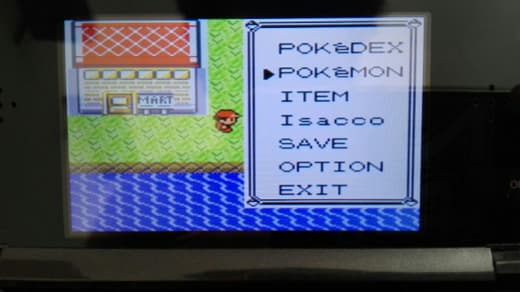 MART
POKéDEX
POKéMON
ITEM
Isacco
SAVE
OPTION
EXIT